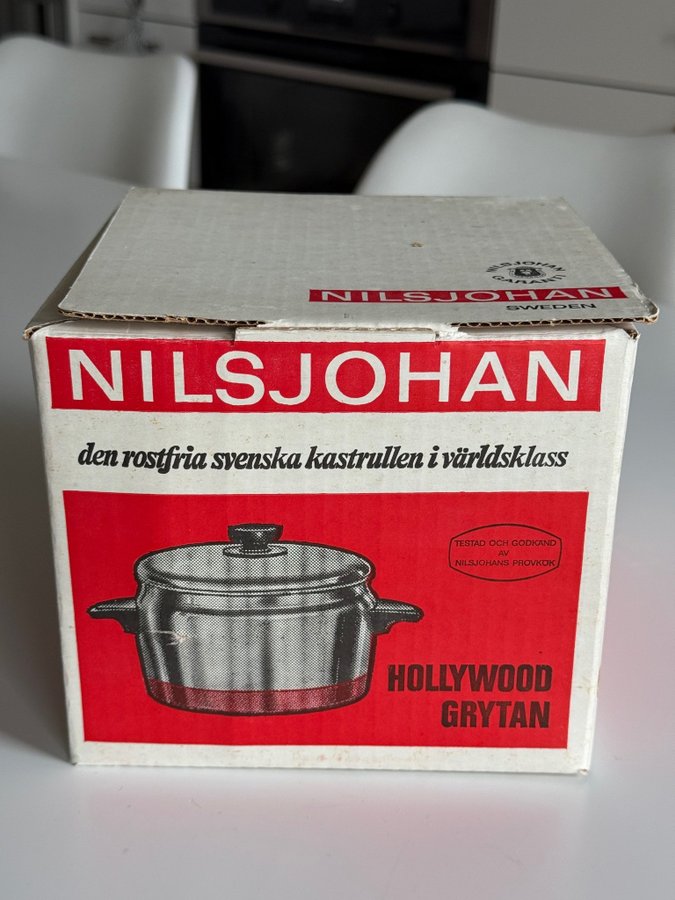 NILSJOHAN
GARANTI
NILSJOHAN
SWEDEN
NILSJOHAN
den rostfria svenska kastrullen i världsklass
TESTAD OCH GODKÄND
AV
NILSJOHANS PROVKÖK
HOLLYWOOD
GRYTAN